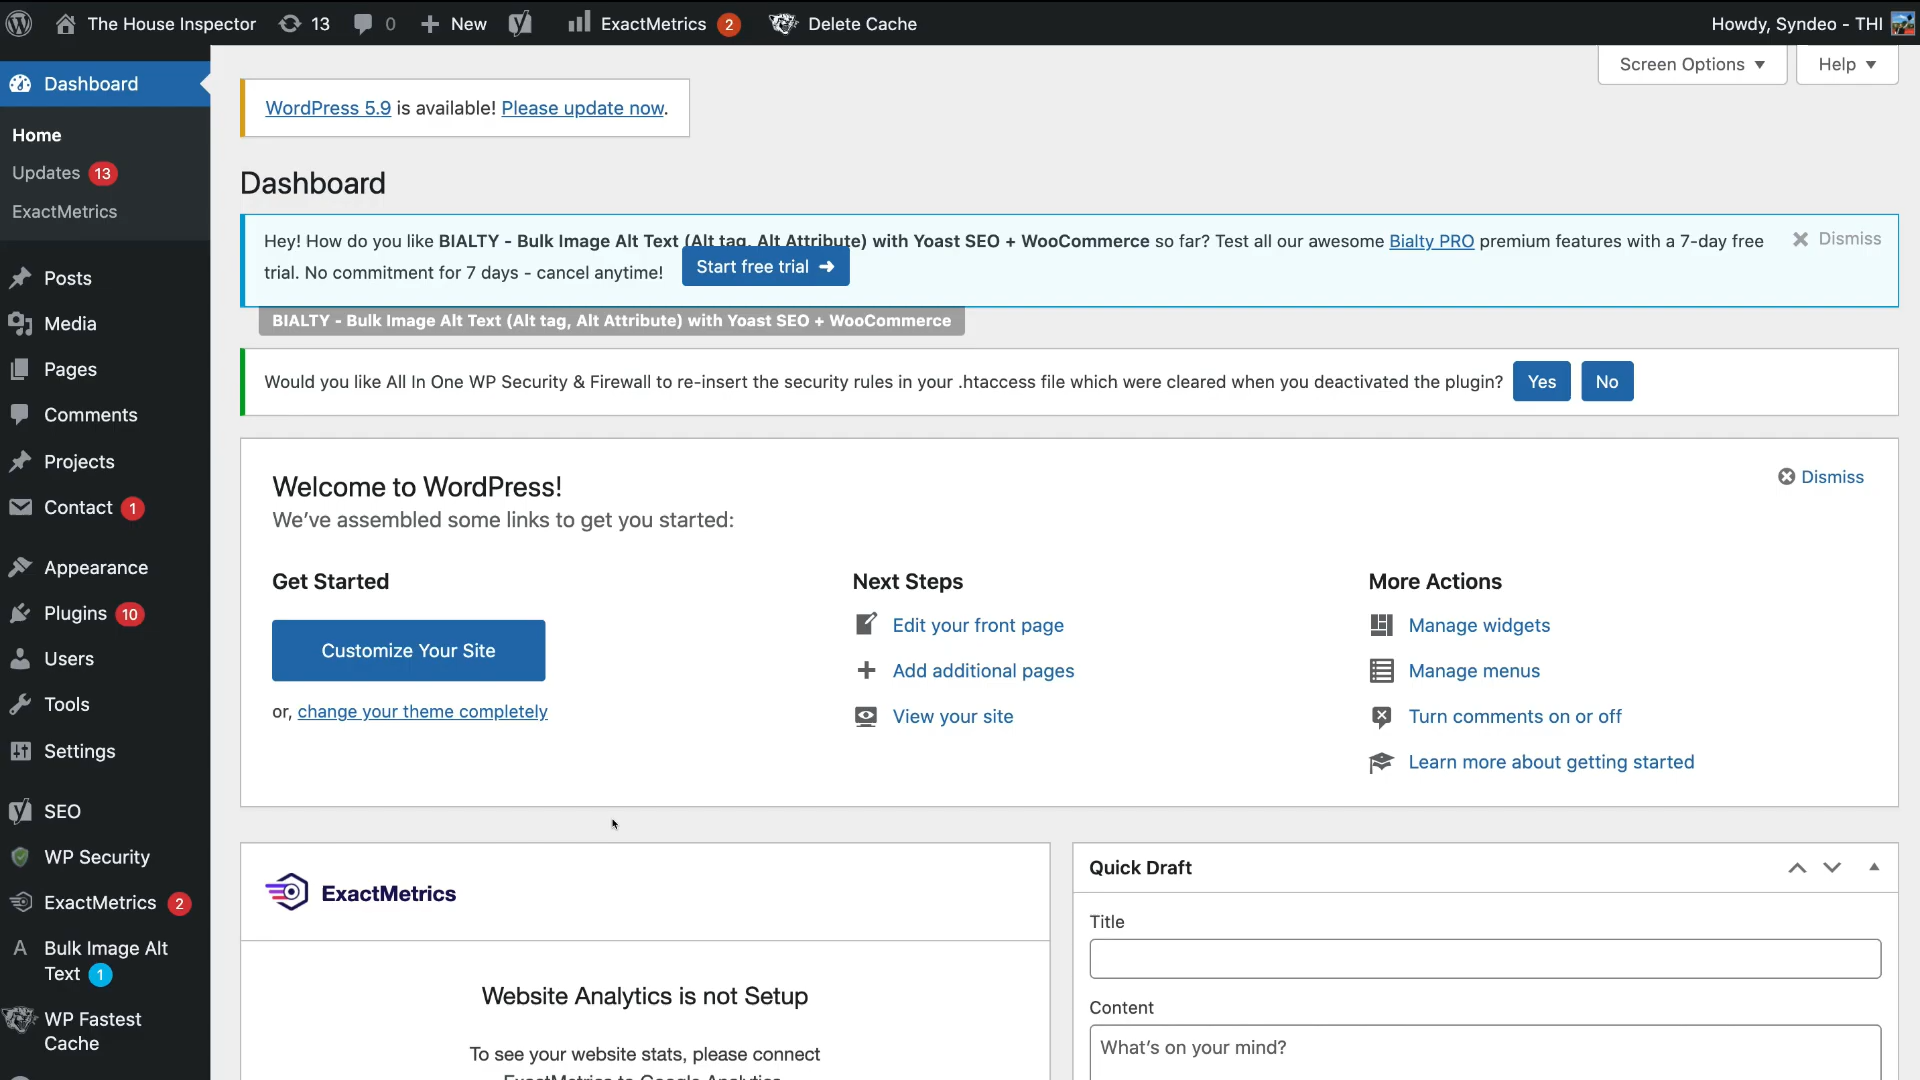 The House Inspector 13 0 New ExactMetrics 2 Delete Cache Howdy, Syndeo - THI
Screen Options Help
Dashboard
Home
Updates 13
ExactMetrics
Posts
Media
Pages
Comments
Projects
Contact 1
Appearance
Plugins 10
Users
Tools
Settings
SEO
WP Security
ExactMetrics 2
A Bulk Image Alt
Text 1
WP Fastest
Cache
WordPress 5.9 is available! Please update now.
Dashboard
Hey! How do you like BIALTY - Bulk Image Alt Text (Alt tag, Alt Attribute) with Yoast SEO + WooCommerce so far? Test all our awesome Bialty PRO premium features with a 7-day free
trial. No commitment for 7 days - cancel anytime! Start free trial ➜
Dismiss
BIALTY - Bulk Image Alt Text (Alt tag, Alt Attribute) with Yoast SEO + WooCommerce
Would you like All In One WP Security & Firewall to re-insert the security rules in your .htaccess file which were cleared when you deactivated the plugin? Yes No
Welcome to WordPress!
Dismiss
We've assembled some links to get you started:
Get Started
Customize Your Site
or, change your theme completely
Next Steps
Edit your front page
Add additional pages
View your site
More Actions
Manage widgets
Manage menus
Turn comments on or off
Learn more about getting started
ExactMetrics
Website Analytics is not Setup
To see your website stats, please connect
ExactMetrics to Google Analytics
Quick Draft
Title
Content
What's on your mind?